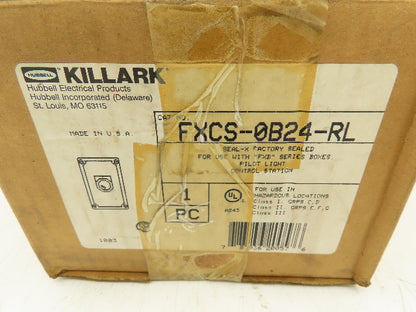 HUBBELL
KILLARK
Hubbell Electrical Products
Hubbell Incorporated (Delaware)
St. Louis, MO 63115
MADE IN U.S.A.
1003
CAT. NO.
FXCS-0B24-RL
SEAL-X FACTORY SEALED
FOR USE WITH "FXB" SERIES BOXES
PILOT LIGHT
CONTROL STATION
1
PC
UL
FOR USE IN
HAZARDOUS LOCATIONS
Class I. GRPS C,D
Class II. GRPS E,F,G
Class III